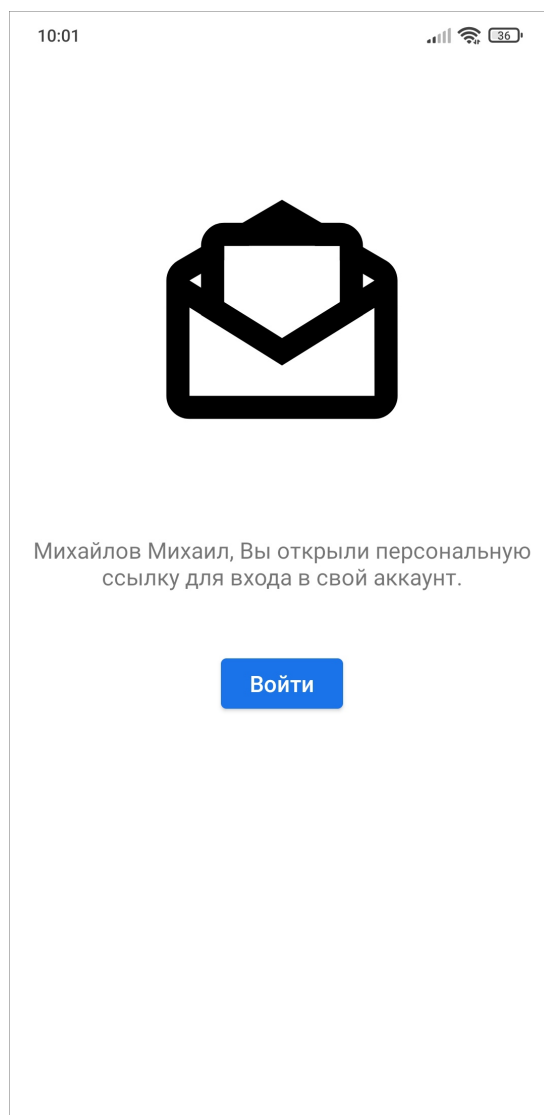 10:01
36
Михайлов Михаил, Вы открыли персональную
ссылку для входа в свой аккаунт.
Войти